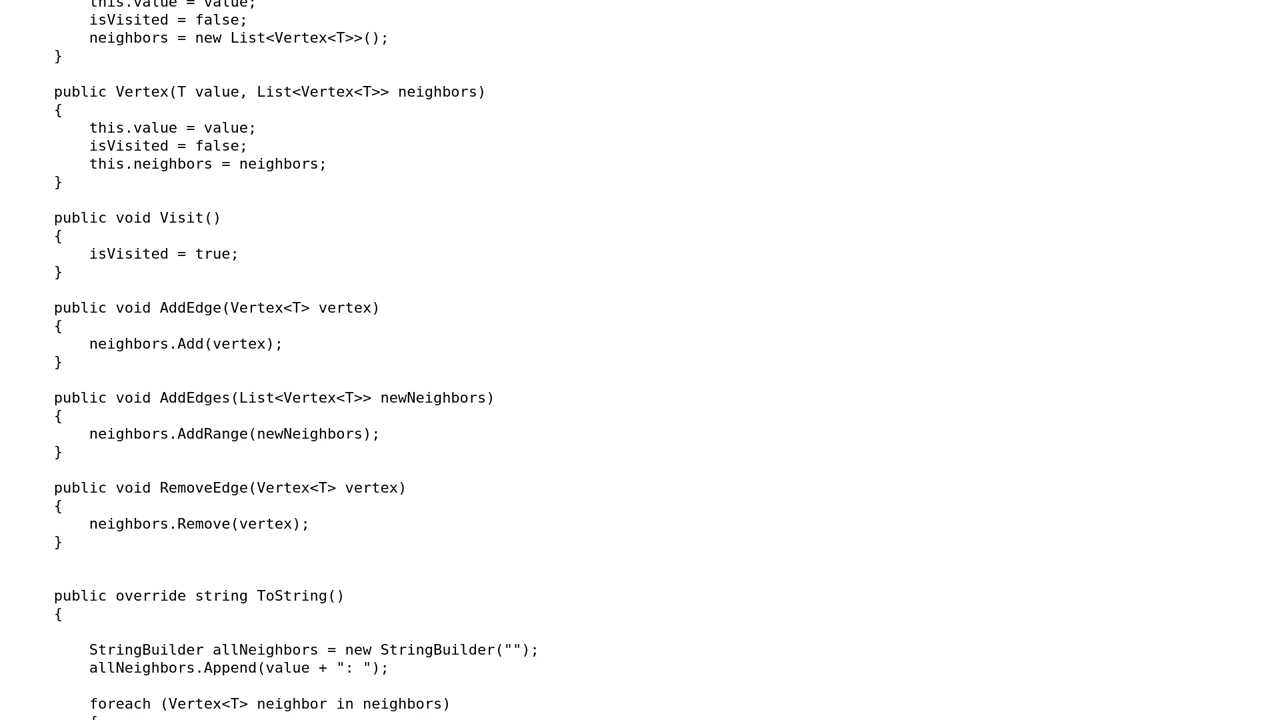 this.value = value;
isVisited = false;
neighbors = new List<Vertex<T>>();
}
public Vertex(T value, List<Vertex<T>> neighbors)
{
this.value = value;
isVisited = false;
this.neighbors = neighbors;
}
public void Visit()
{
isVisited = true;
}
public void AddEdge(Vertex<T> vertex)
{
neighbors.Add(vertex);
}
public void AddEdges(List<Vertex<T>> newNeighbors)
{
neighbors.AddRange(newNeighbors);
}
public void RemoveEdge(Vertex<T> vertex)
{
neighbors.Remove(vertex);
}
public override string ToString()
{
StringBuilder allNeighbors = new StringBuilder("");
allNeighbors.Append(value + ": ");
foreach (Vertex<T> neighbor in neighbors)
{